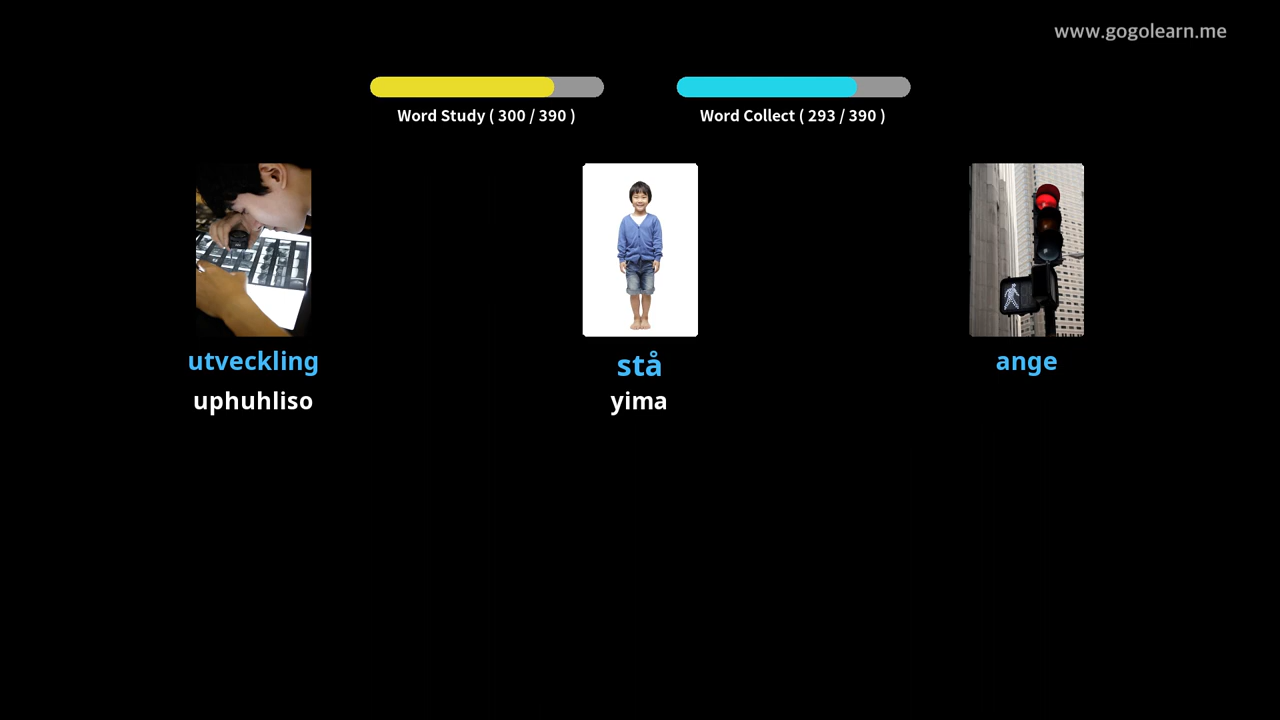 www.gogolearn.me
Word Study ( 300 / 390 )
Word Collect ( 293 / 390 )
utveckling
stå
ange
uphuhliso
yima